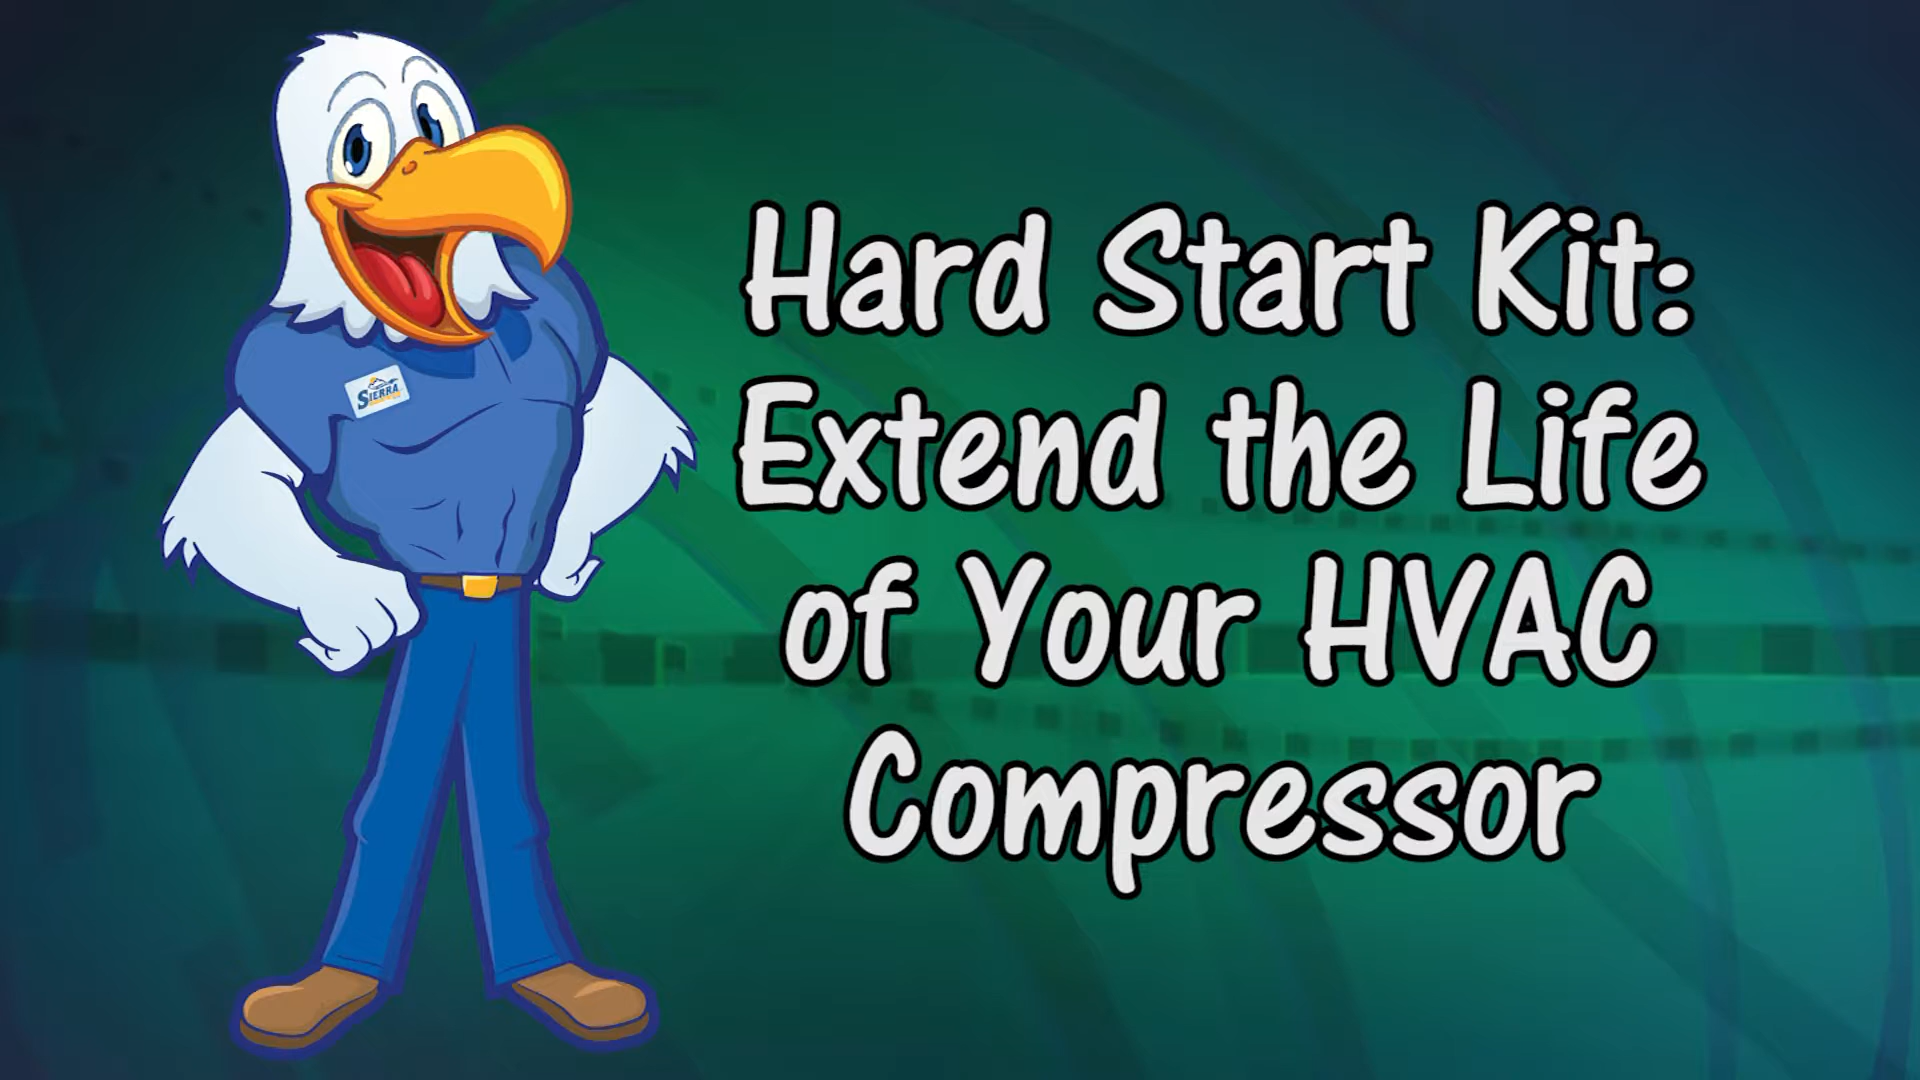 SIERRA
Hard Start Kit:
Extend the Life
of Your HVAC
Compressor